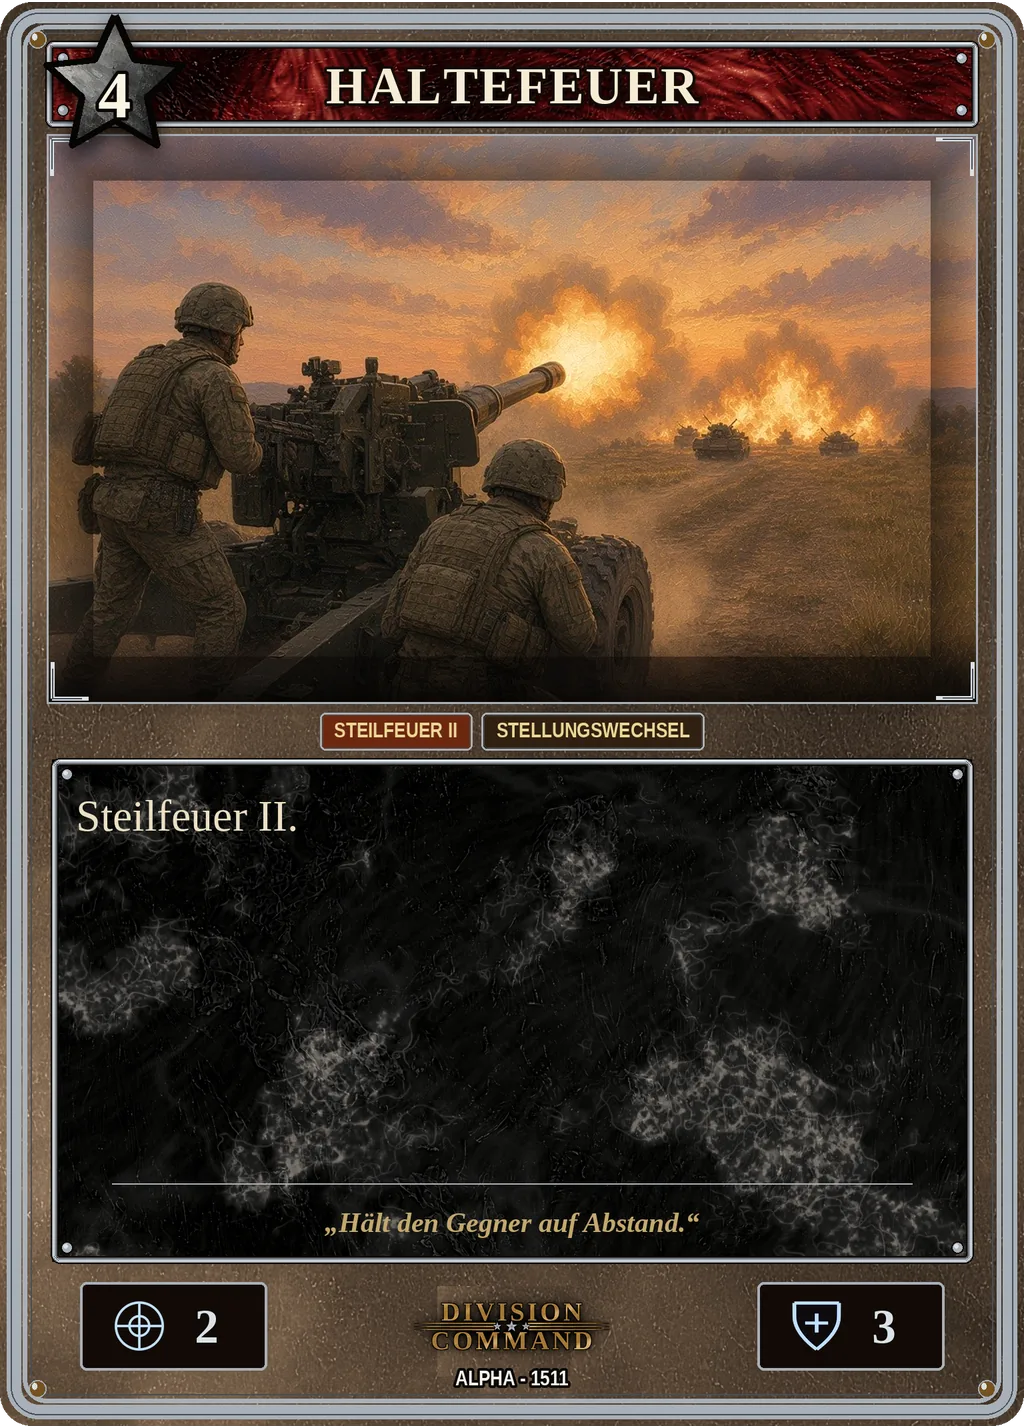 4
HALTEFEUER
STEILFEUER II
STELLUNGSWECHSEL
Steilfeuer II.
„Hält den Gegner auf Abstand.“
2
DIVISION
COMMAND
3
ALPHA - 1511